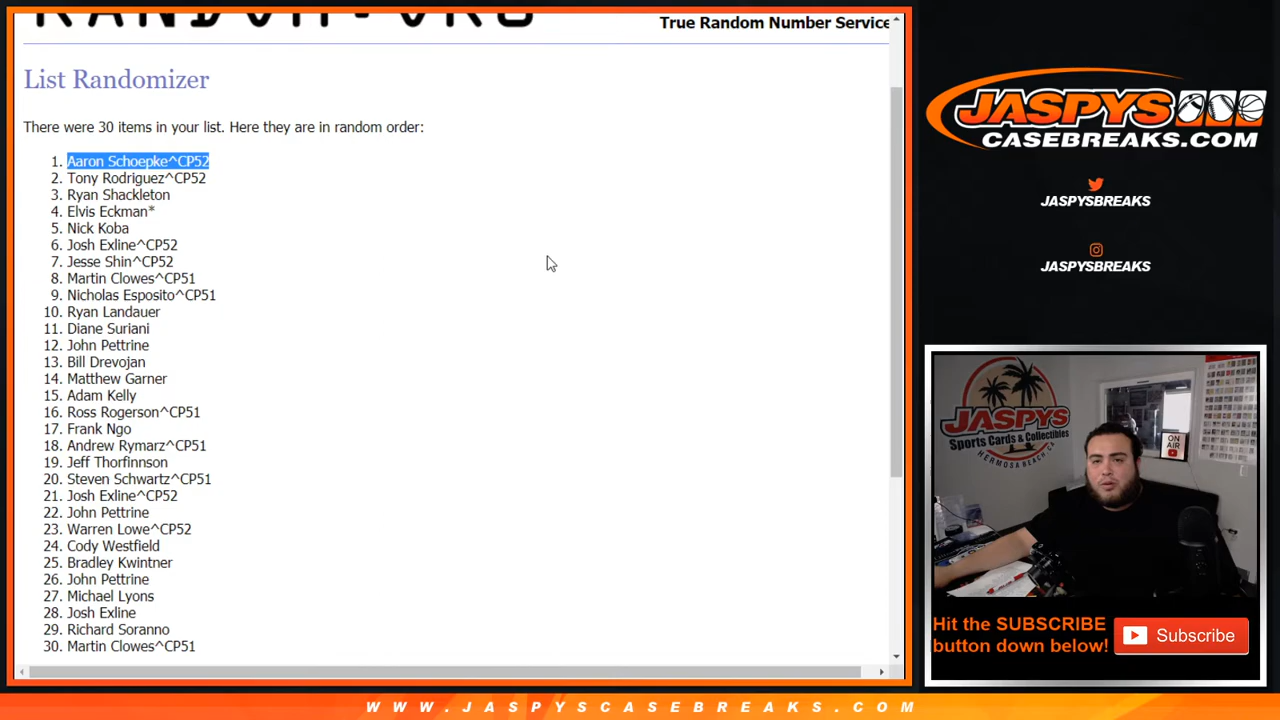 RANDOM.ORG
True Random Number Service
List Randomizer
There were 30 items in your list. Here they are in random order:
1. Aaron Schoepke^CP52
2. Tony Rodriguez^CP52
3. Ryan Shackleton
4. Elvis Eckman*
5. Nick Koba
6. Josh Exline^CP52
7. Jesse Shin^CP52
8. Martin Clowes^CP51
9. Nicholas Esposito^CP51
10. Ryan Landauer
11. Diane Suriani
12. John Pettrine
13. Bill Drevojan
14. Matthew Garner
15. Adam Kelly
16. Ross Rogerson^CP51
17. Frank Ngo
18. Andrew Rymarz^CP51
19. Jeff Thorfinnson
20. Steven Schwartz^CP51
21. Josh Exline^CP52
22. John Pettrine
23. Warren Lowe^CP52
24. Cody Westfield
25. Bradley Kwintner
26. John Pettrine
27. Michael Lyons
28. Josh Exline
29. Richard Soranno
30. Martin Clowes^CP51
JASPYS
CASEBREAKS.COM
JASPYSBREAKS
JASPYSBREAKS
JASPYS
Sports Cards & Collectibles
HERMOSA BEACH, CA
ON
AIR
Hit the SUBSCRIBE
button down below!
Subscribe
WWW.JASPYSCASEBREAKS.COM